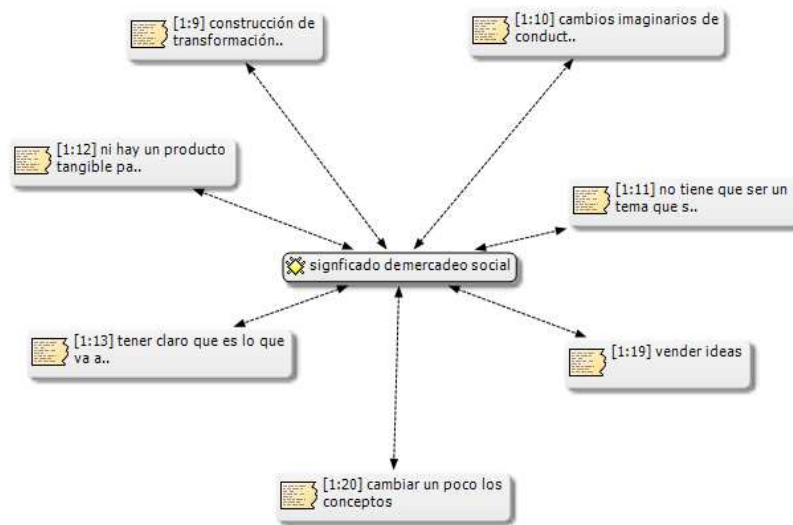 [1:9] construcción de
transformación..
[1:10] cambios imaginarios de
conduct..
[1:12] ni hay un producto
tangible pa..
[1:11] no tiene que ser un
tema que s..
signficado demercadeo social
[1:13] tener claro que es lo que
va a..
[1:19] vender ideas
[1:20] cambiar un poco los
conceptos